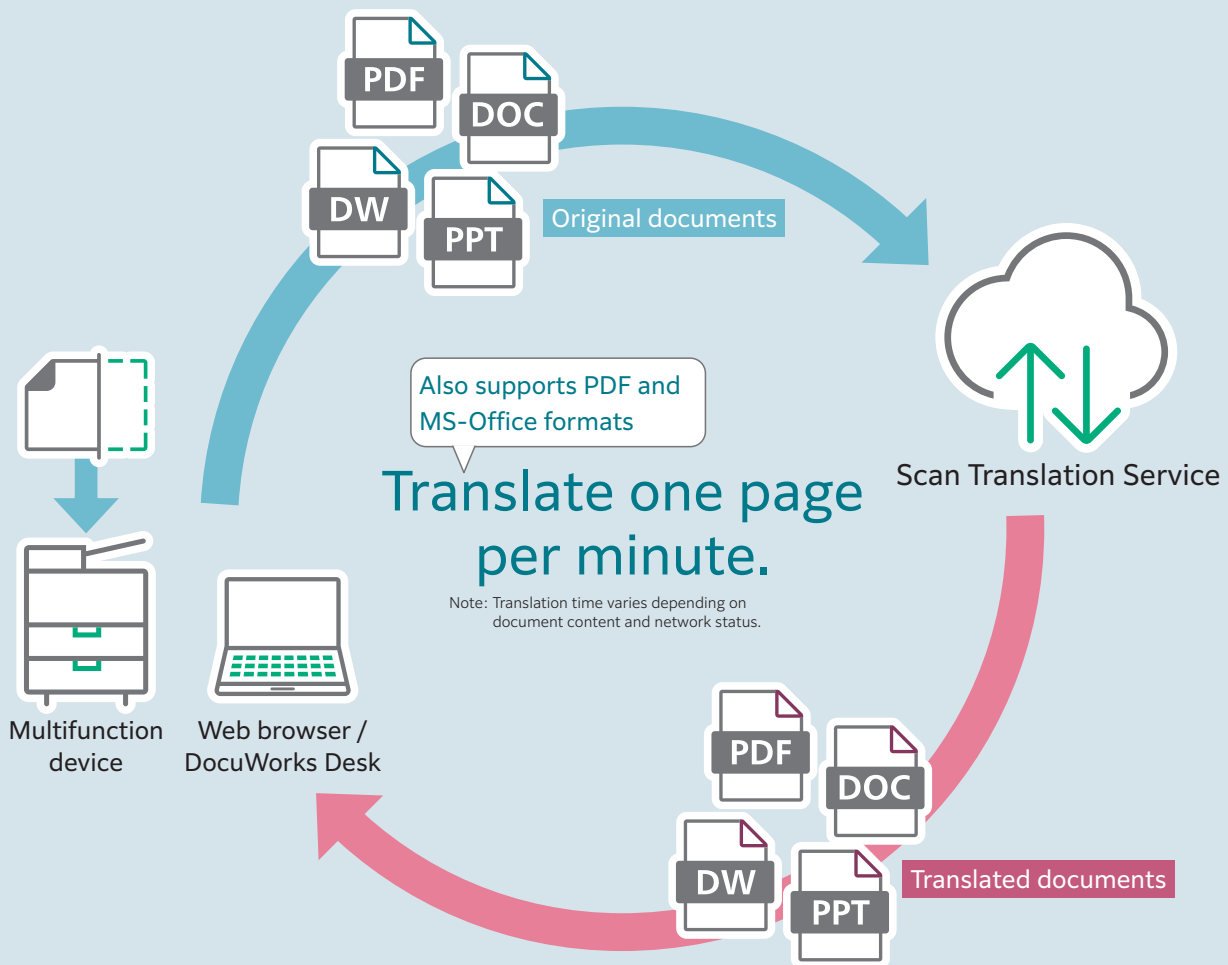 PDF
DOC
DW
PPT
Original documents
Also supports PDF and
MS-Office formats
Translate one page
per minute.
Note: Translation time varies depending on
document content and network status.
Scan Translation Service
Multifunction
device
Web browser /
DocuWorks Desk
PDF
DOC
DW
PPT
Translated documents